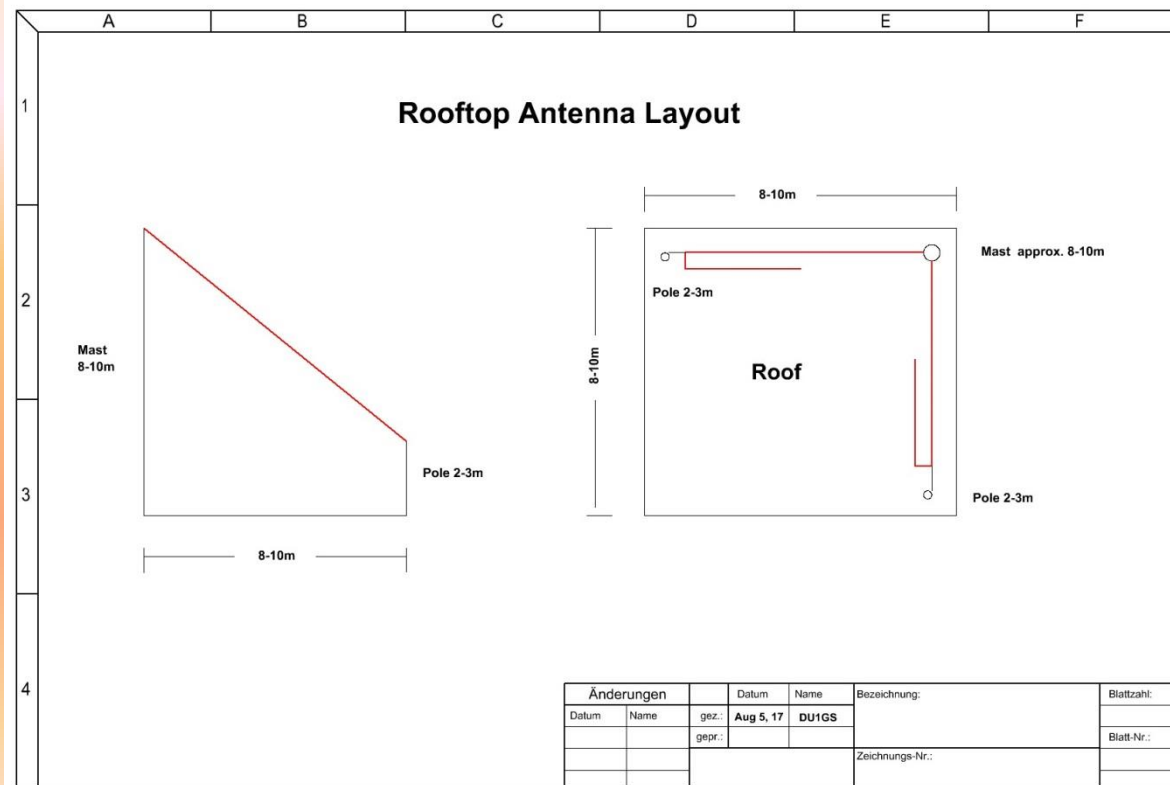 A B C D E F
1
Rooftop Antenna Layout
8-10m
Mast approx. 8-10m
2
Pole 2-3m
Mast
8-10m
8-10m
Roof
Pole 2-3m
3
Pole 2-3m
8-10m
4
Änderungen Datum Name Bezeichnung: Blattzahl:
Datum Name gez.: Aug 5, 17 DU1GS
gepr.: Blatt-Nr.:
Zeichnungs-Nr.: